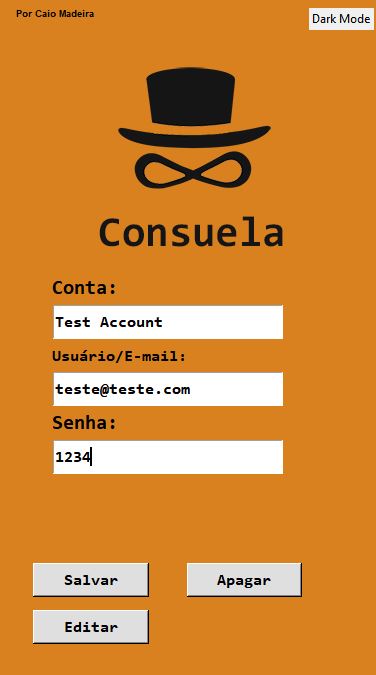 Por Caio Madeira
Dark Mode
Consuela
Conta:
Test Account
Usuário/E-mail:
teste@teste.com
Senha:
1234
Salvar
Apagar
Editar